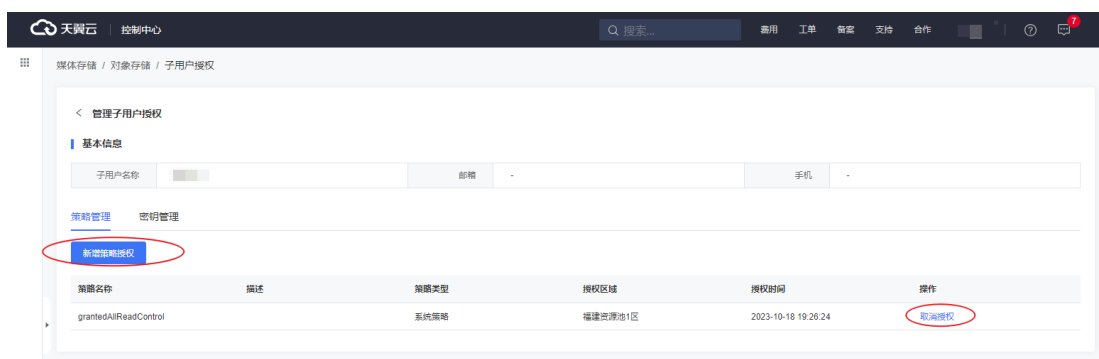 天翼云 控制中心 搜索... 费用 工单 备案 支持 合作 7
媒体存储 / 对象存储 / 子用户授权
< 管理子用户授权
基本信息
子用户名称 邮箱 - 手机 -
策略管理 密钥管理
新增策略授权
策略名称 描述 策略类型 授权区域 授权时间 操作
grantedAllReadControl 系统策略 福建资源池1区 2023-10-18 19:26:24 取消授权